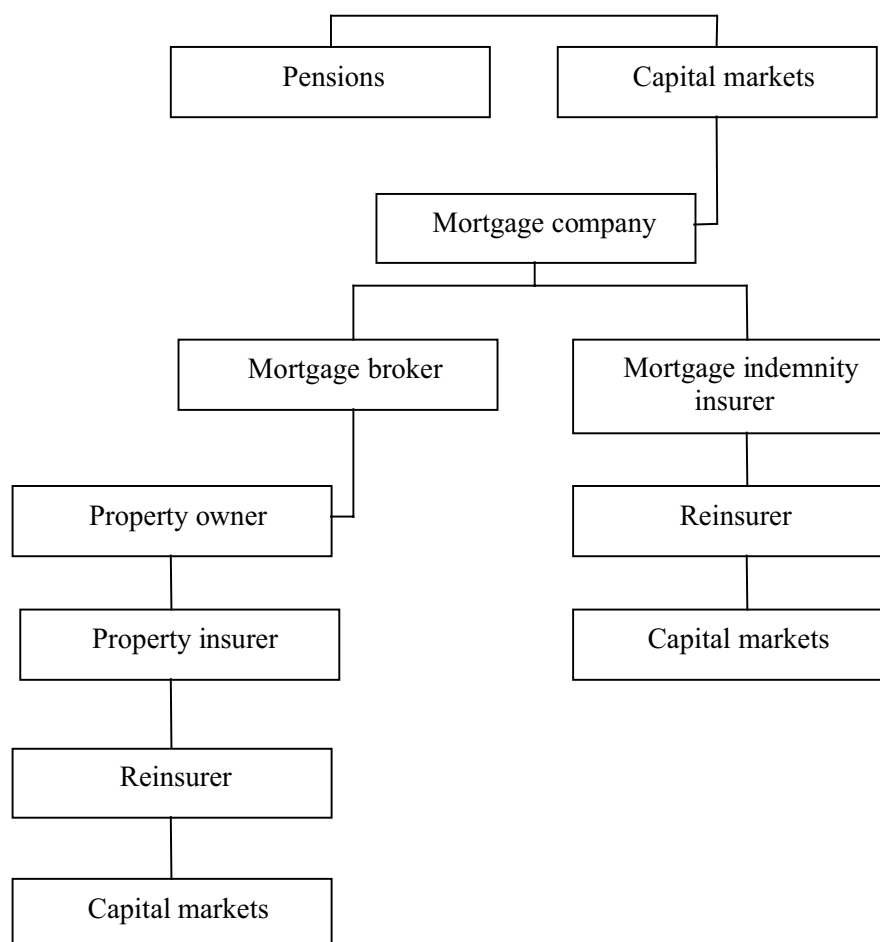 Pensions
Capital markets
Mortgage company
Mortgage broker
Mortgage indemnity
insurer
Property owner
Reinsurer
Property insurer
Capital markets
Reinsurer
Capital markets